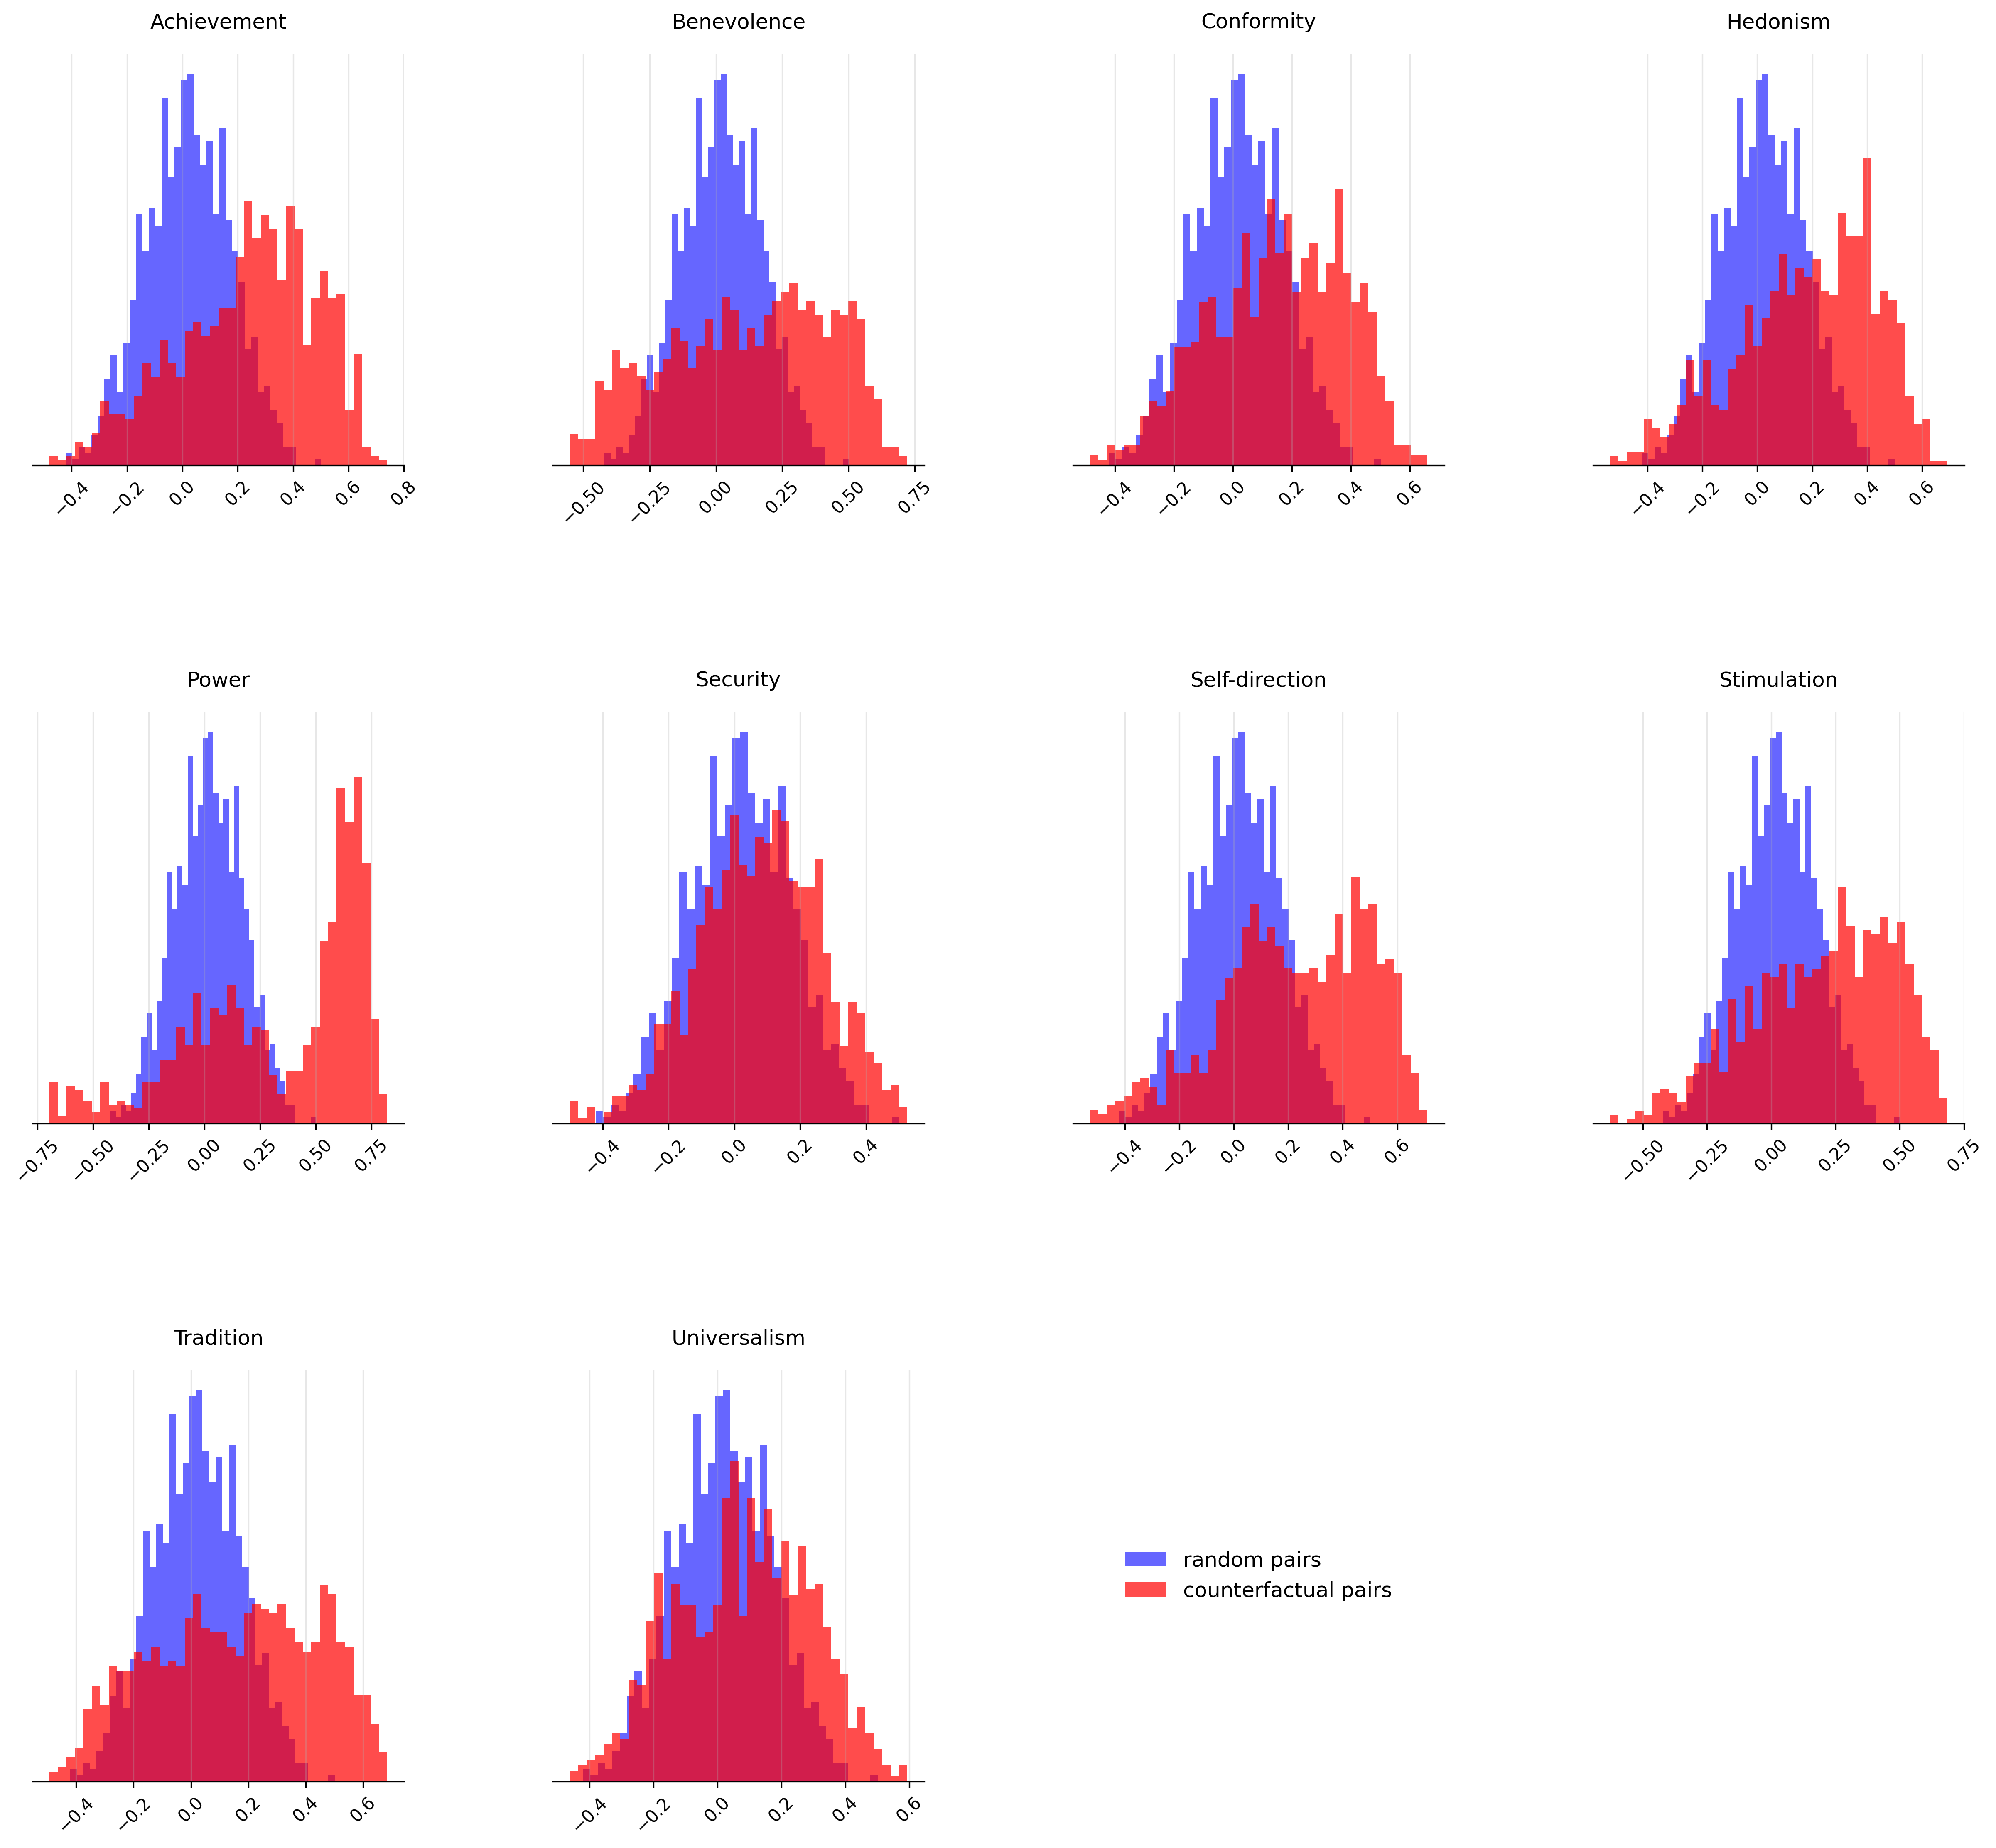 Achievement
Benevolence
Conformity
Hedonism
−0.4 −0.2 0.0 0.2 0.4 0.6 0.8
−0.50 −0.25 0.00 0.25 0.50 0.75
−0.4 −0.2 0.0 0.2 0.4 0.6
−0.4 −0.2 0.0 0.2 0.4 0.6
Power
Security
Self-direction
Stimulation
−0.75 −0.50 −0.25 0.00 0.25 0.50 0.75
−0.4 −0.2 0.0 0.2 0.4
−0.4 −0.2 0.0 0.2 0.4 0.6
−0.50 −0.25 0.00 0.25 0.50 0.75
Tradition
Universalism
random pairs
counterfactual pairs
−0.4 −0.2 0.0 0.2 0.4 0.6
−0.4 −0.2 0.0 0.2 0.4 0.6